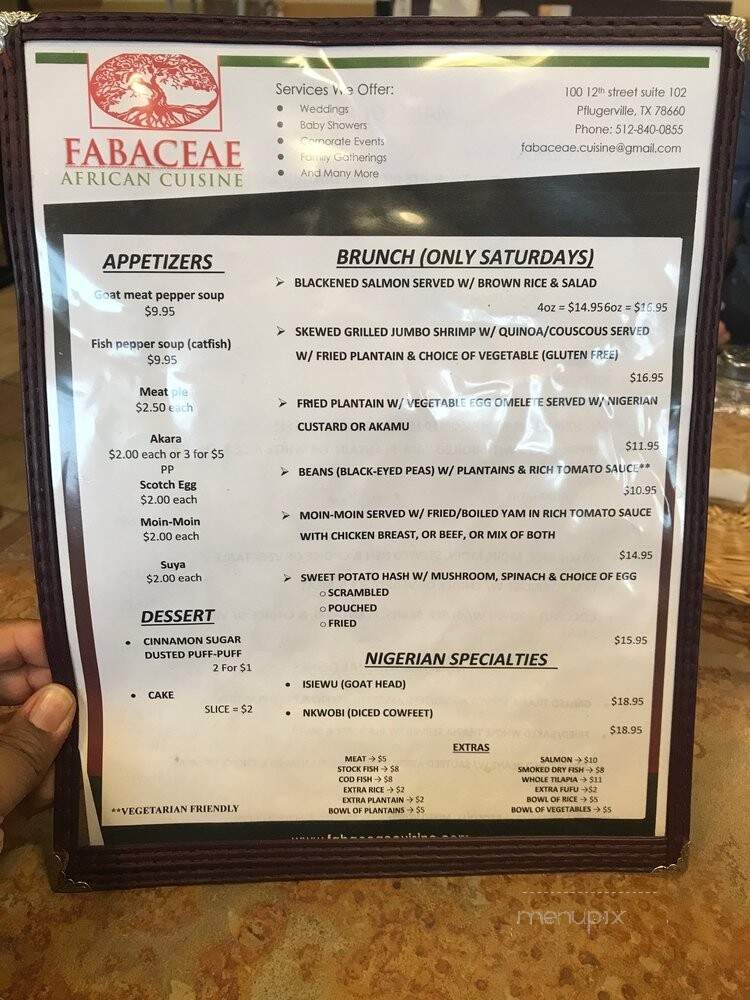 FABACEAE
AFRICAN CUISINE
Services We Offer:
● Weddings
● Baby Showers
● Corporate Events
● Family Gatherings
● And Many More
100 12th street suite 102
Pflugerville, TX 78660
Phone: 512-840-0855
fabaceae.cuisine@gmail.com
APPETIZERS
Goat meat pepper soup
$9.95
Fish pepper soup (catfish)
$9.95
Meat pie
$2.50 each
Akara
$2.00 each or 3 for $5
PP
Scotch Egg
$2.00 each
Moin-Moin
$2.00 each
Suya
$2.00 each
DESSERT
• CINNAMON SUGAR
DUSTED PUFF-PUFF
2 For $1
• CAKE
SLICE = $2
**VEGETARIAN FRIENDLY
BRUNCH (ONLY SATURDAYS)
➢ BLACKENED SALMON SERVED W/ BROWN RICE & SALAD
4oz = $14.956oz = $16.95
➢ SKEWED GRILLED JUMBO SHRIMP W/ QUINOA/COUSCOUS SERVED
W/ FRIED PLANTAIN & CHOICE OF VEGETABLE (GLUTEN FREE)
$16.95
➢ FRIED PLANTAIN W/ VEGETABLE EGG OMELETE SERVED W/ NIGERIAN
CUSTARD OR AKAMU
$11.95
➢ BEANS (BLACK-EYED PEAS) W/ PLANTAINS & RICH TOMATO SAUCE**
$10.95
➢ MOIN-MOIN SERVED W/ FRIED/BOILED YAM IN RICH TOMATO SAUCE
WITH CHICKEN BREAST, OR BEEF, OR MIX OF BOTH
$14.95
➢ SWEET POTATO HASH W/ MUSHROOM, SPINACH & CHOICE OF EGG
○ SCRAMBLED
○ POUCHED
○ FRIED
$15.95
NIGERIAN SPECIALTIES
• ISIEWU (GOAT HEAD)
$18.95
• NKWOBI (DICED COWFEET)
$18.95
EXTRAS
MEAT → $5
STOCK FISH → $8
COD FISH → $8
EXTRA RICE → $2
EXTRA PLANTAIN → $2
BOWL OF PLANTAINS → $5
SALMON → $10
SMOKED DRY FISH → $8
WHOLE TILAPIA → $11
EXTRA FUFU →$2
BOWL OF RICE → $5
BOWL OF VEGETABLES → $5
menupix